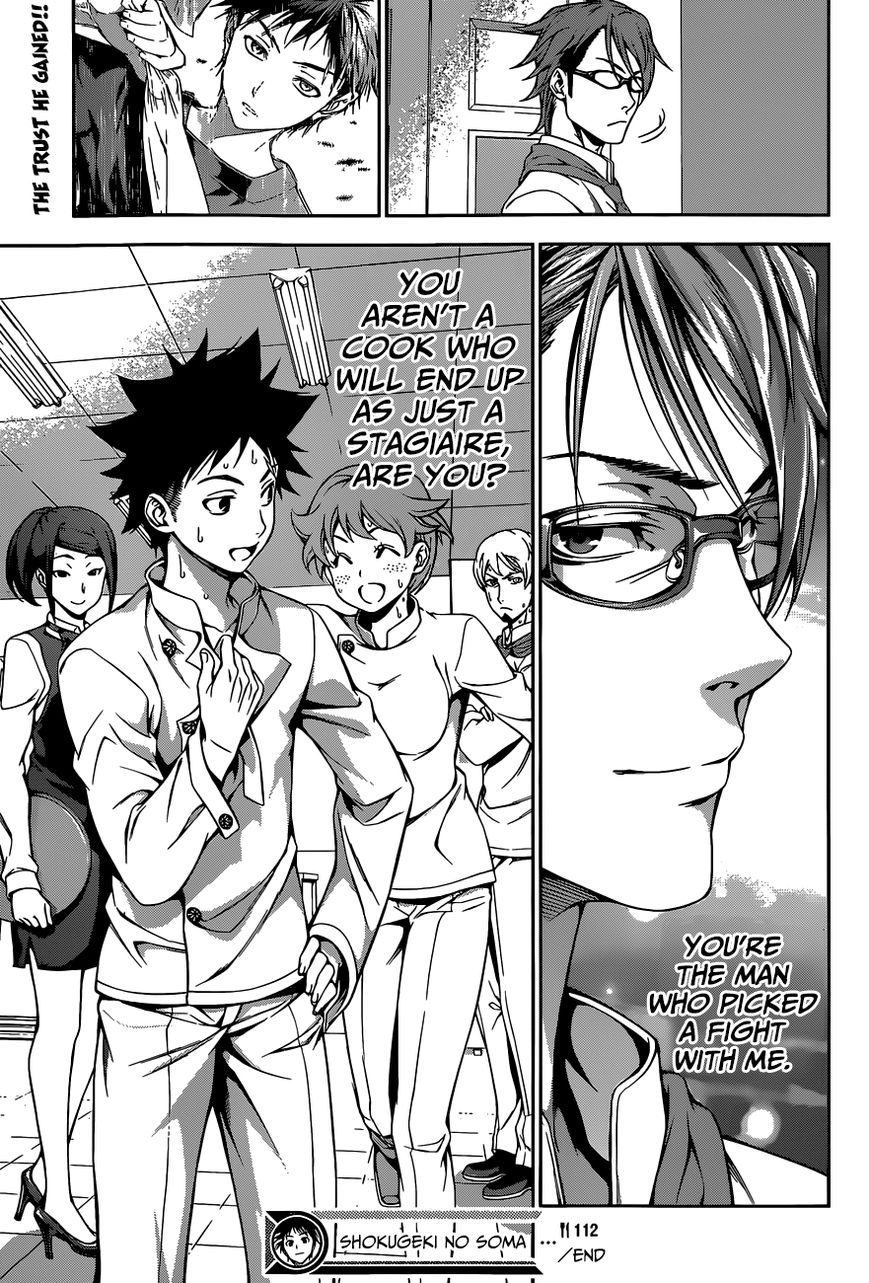 YOU'RE
THE MAN
WHO PICKED
A FIGHT
WITH ME.
YOU
AREN'T A
COOK WHO
WILL END UP
AS JUST A
STAGIAIRE,
ARE YOU?
THE TRUST HE GAINED!!
SHOKUGEKI NO SOMA
... 112
/END